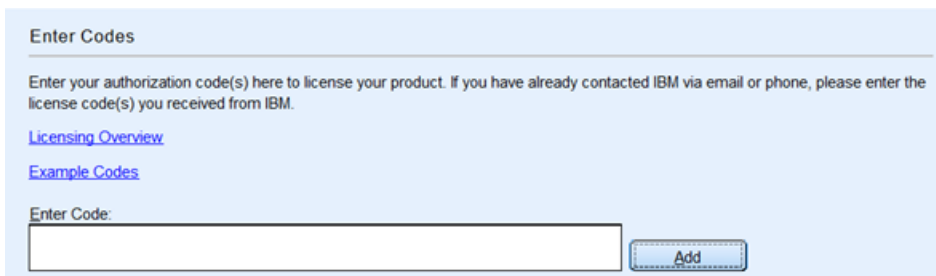 Enter Codes
Enter your authorization code(s) here to license your product. If you have already contacted IBM via email or phone, please enter the
license code(s) you received from IBM.
Licensing Overview
Example Codes
Enter Code:
Add